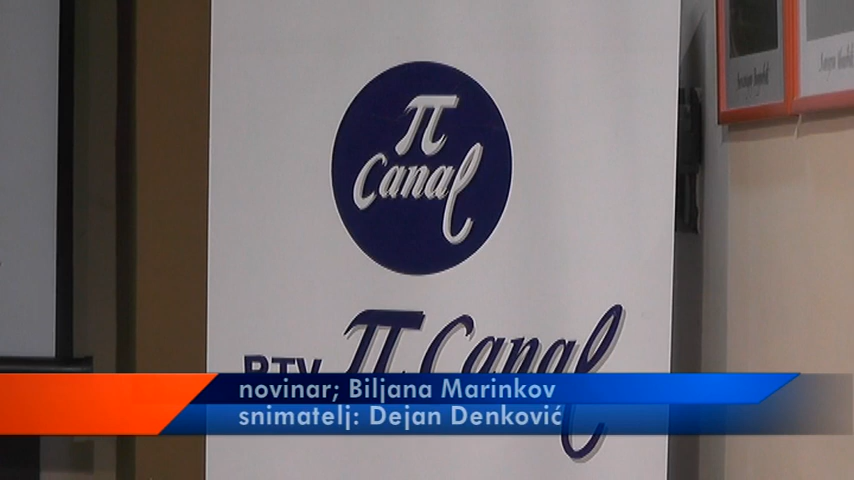 π
Canal
RTV π Canal
novinar; Biljana Marinkov
snimatelj: Dejan Denković